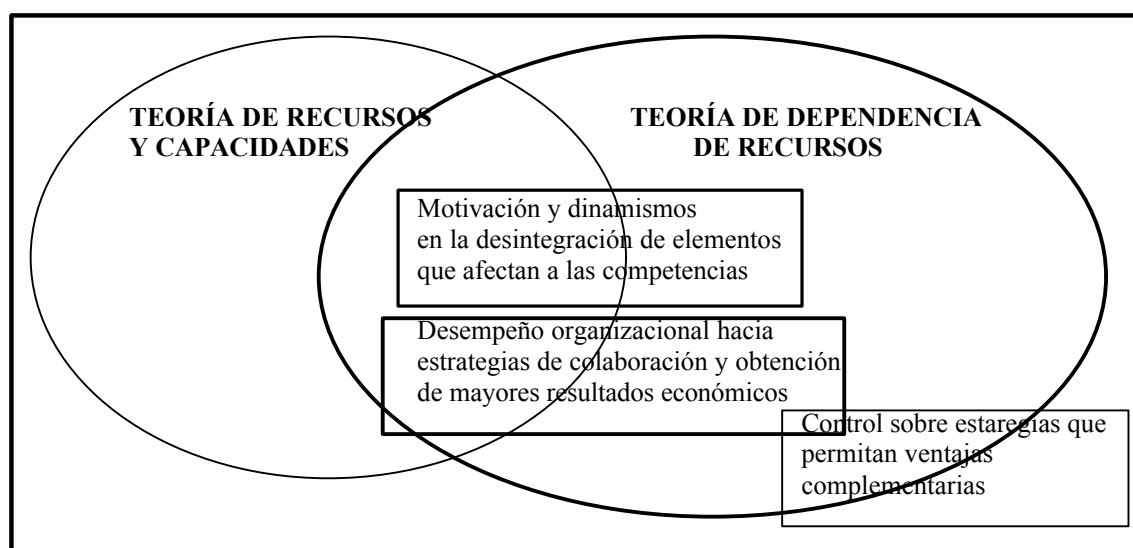 TEORÍA DE RECURSOS
Y CAPACIDADES
TEORÍA DE DEPENDENCIA
DE RECURSOS
Motivación y dinamismos
en la desintegración de elementos
que afectan a las competencias
Desempeño organizacional hacia
estrategias de colaboración y obtención
de mayores resultados económicos
Control sobre estaregias que
permitan ventajas
complementarias